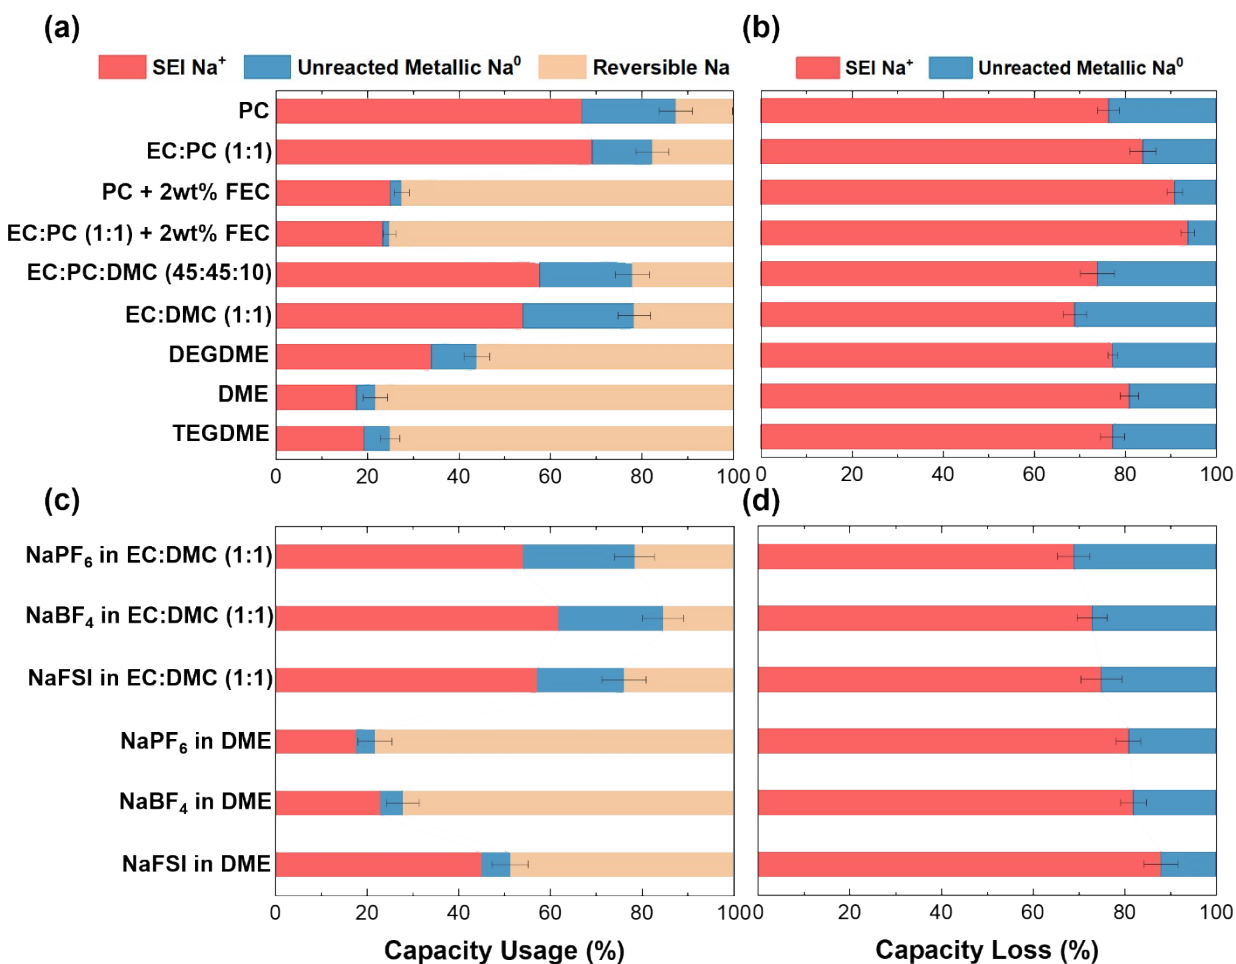 (a)
(b)
SEI Na⁺ Unreacted Metallic Na⁰ Reversible Na
SEI Na⁺ Unreacted Metallic Na⁰
PC
EC:PC (1:1)
PC + 2wt% FEC
EC:PC (1:1) + 2wt% FEC
EC:PC:DMC (45:45:10)
EC:DMC (1:1)
DEGDME
DME
TEGDME
0 20 40 60 80 100
0 20 40 60 80 100
(c)
(d)
NaPF₆ in EC:DMC (1:1)
NaBF₄ in EC:DMC (1:1)
NaFSI in EC:DMC (1:1)
NaPF₆ in DME
NaBF₄ in DME
NaFSI in DME
0 20 40 60 80 100
20 40 60 80 100
Capacity Usage (%)
Capacity Loss (%)